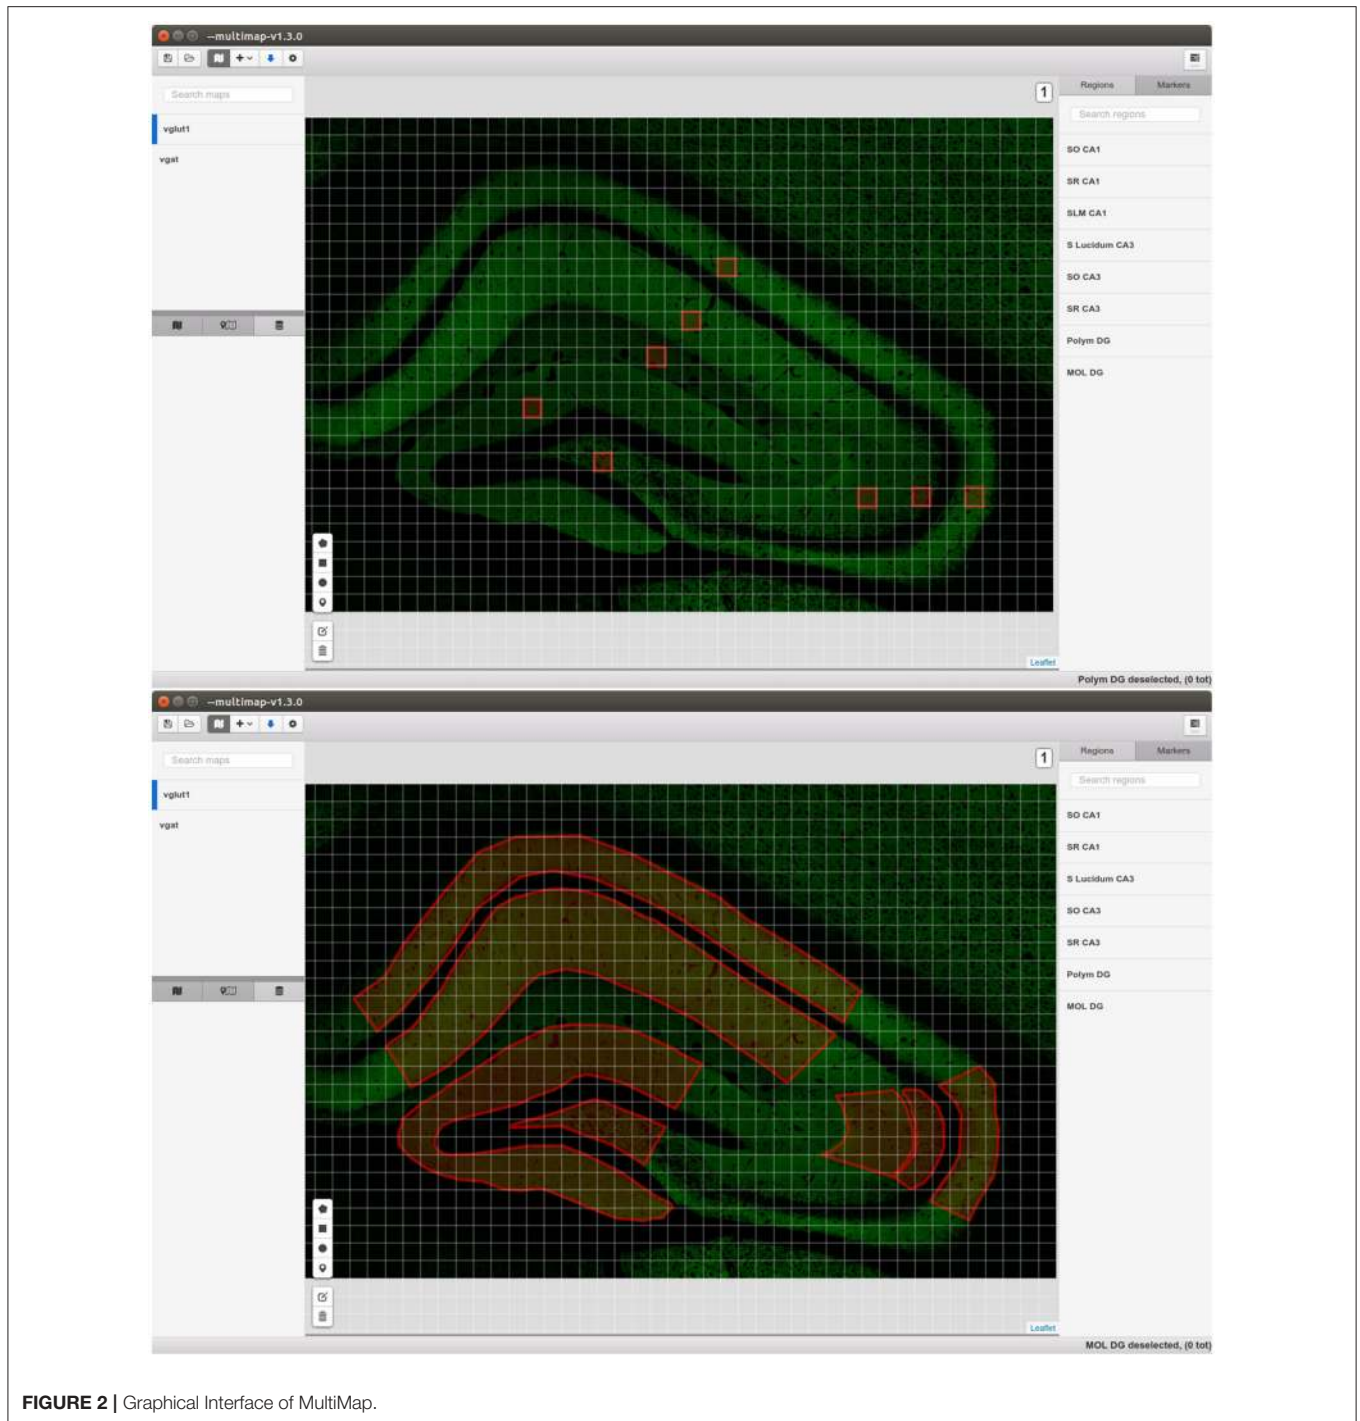 —multimap-v1.3.0
Search maps
vglut1
vgat
1
Regions Markers
Search regions
SO CA1
SR CA1
SLM CA1
S Lucidum CA3
SO CA3
SR CA3
Polym DG
MOL DG
Leaflet
Polym DG deselected, (0 tot)
—multimap-v1.3.0
Search maps
vglut1
vgat
1
Regions Markers
Search regions
SO CA1
SR CA1
S Lucidum CA3
SO CA3
SR CA3
Polym DG
MOL DG
Leaflet
MOL DG deselected, (0 tot)
FIGURE 2 | Graphical Interface of MultiMap.